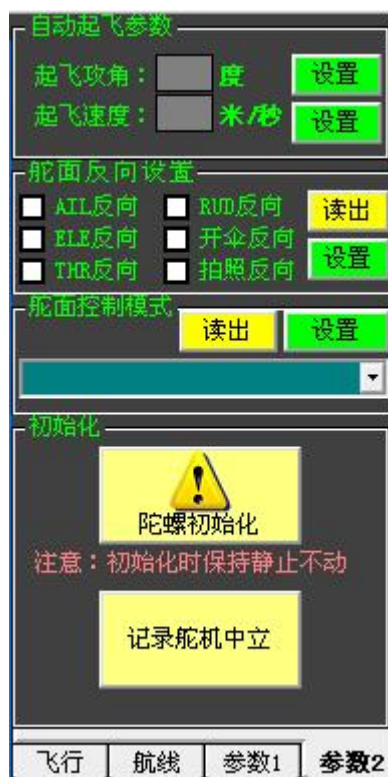 自动起飞参数
起飞攻角： 度 设置
起飞速度： 米/秒 设置
舵面反向设置
AIL反向 RUD反向 读出
ELE反向 开伞反向 设置
THR反向 拍照反向
舵面控制模式
读出 设置
初始化
陀螺初始化
注意：初始化时保持静止不动
记录舵机中立
飞行 航线 参数1 参数2